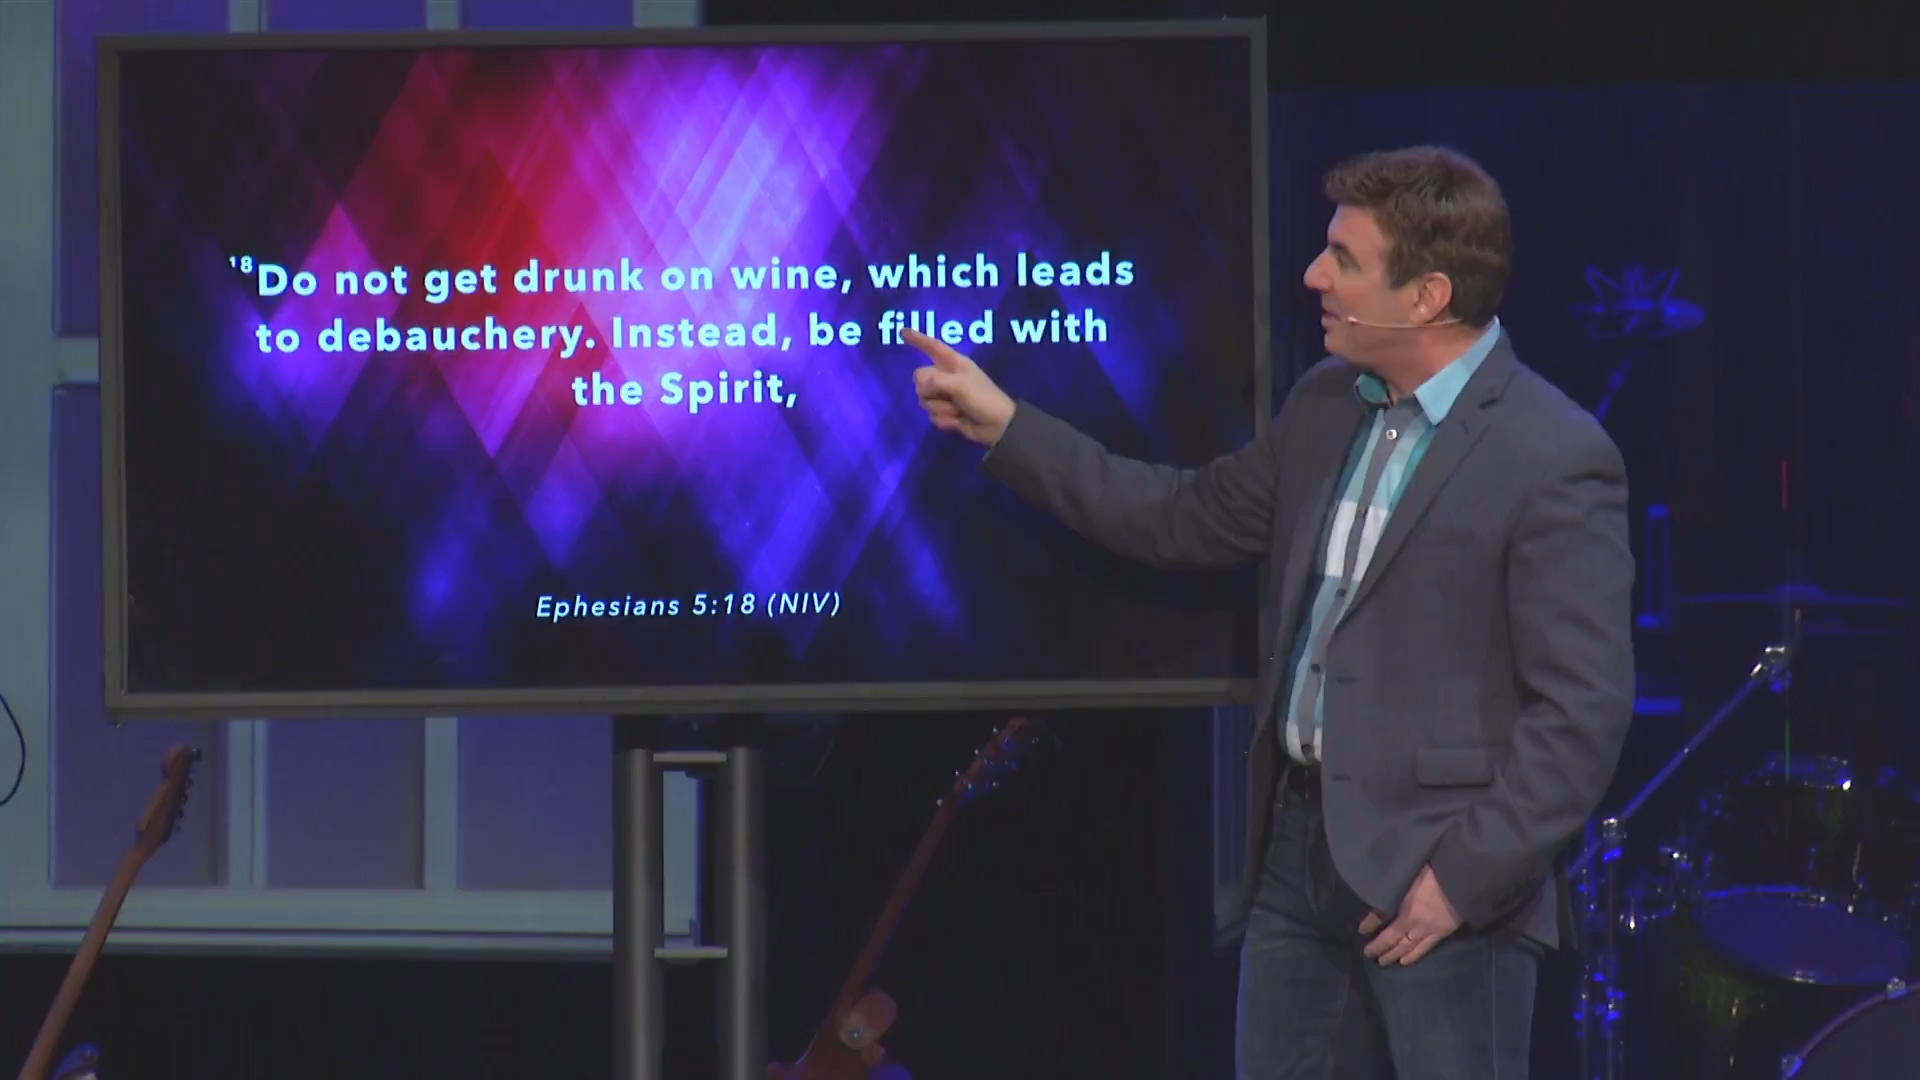 ¹⁸Do not get drunk on wine, which leads
to debauchery. Instead, be filled with
the Spirit,
Ephesians 5:18 (NIV)